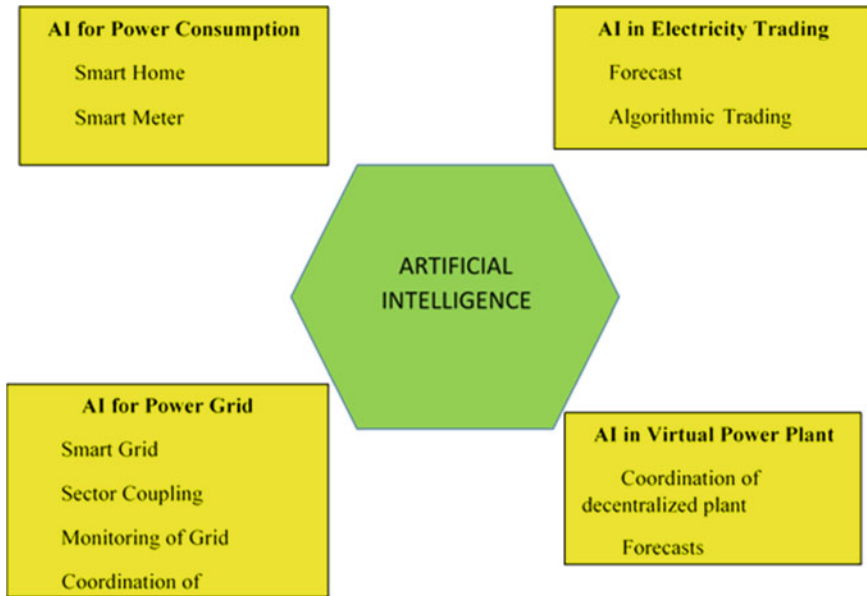 AI for Power Consumption
Smart Home
Smart Meter
AI in Electricity Trading
Forecast
Algorithmic Trading
ARTIFICIAL
INTELLIGENCE
AI for Power Grid
Smart Grid
Sector Coupling
Monitoring of Grid
Coordination of
AI in Virtual Power Plant
Coordination of
decentralized plant
Forecasts